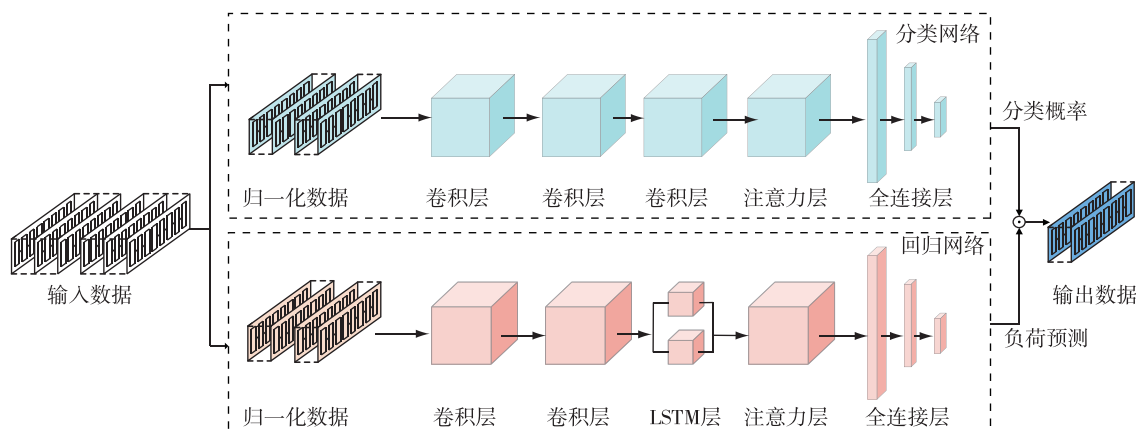 分类网络
分类概率
归一化数据 卷积层 卷积层 卷积层 注意力层 全连接层
回归网络
输入数据
输出数据
负荷预测
归一化数据 卷积层 卷积层 LSTM层 注意力层 全连接层